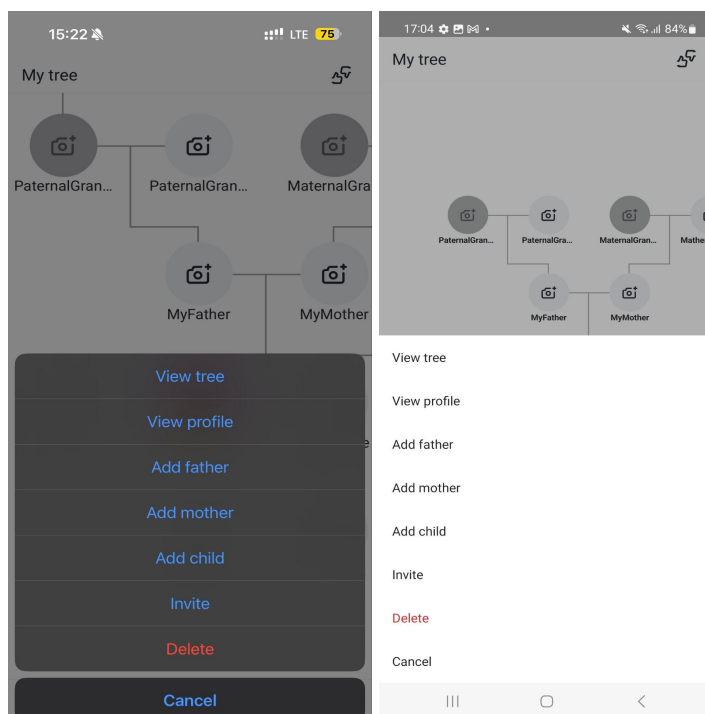 15:22
LTE 75
My tree
PaternalGran...
PaternalGran...
MaternalGra
MyFather
MyMother
e
View tree
View profile
Add father
Add mother
Add child
Invite
Delete
Cancel
17:04
84%
My tree
PaternalGran...
PaternalGra...
MaternalGran...
Mathe
MyFather
MyMother
View tree
View profile
Add father
Add mother
Add child
Invite
Delete
Cancel